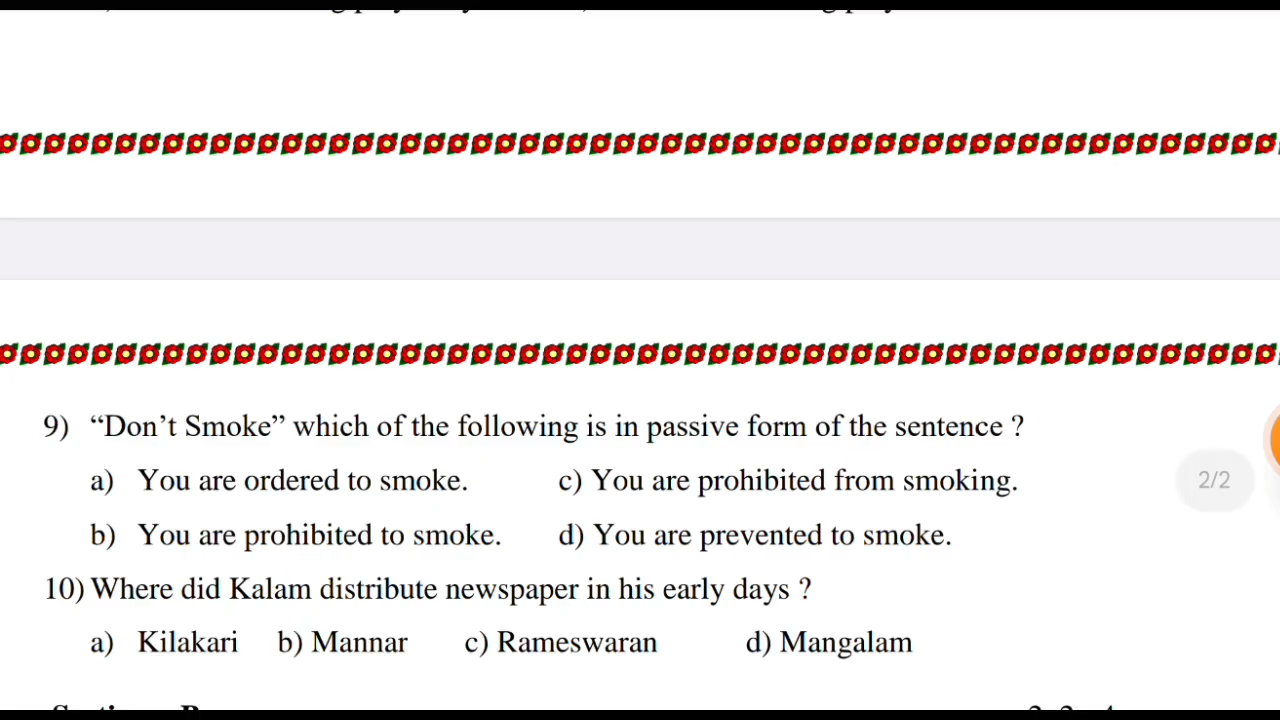 9) “Don’t Smoke” which of the following is in passive form of the sentence ?
a) You are ordered to smoke. c) You are prohibited from smoking.
2/2
b) You are prohibited to smoke. d) You are prevented to smoke.
10) Where did Kalam distribute newspaper in his early days ?
a) Kilakari b) Mannar c) Rameswaran d) Mangalam